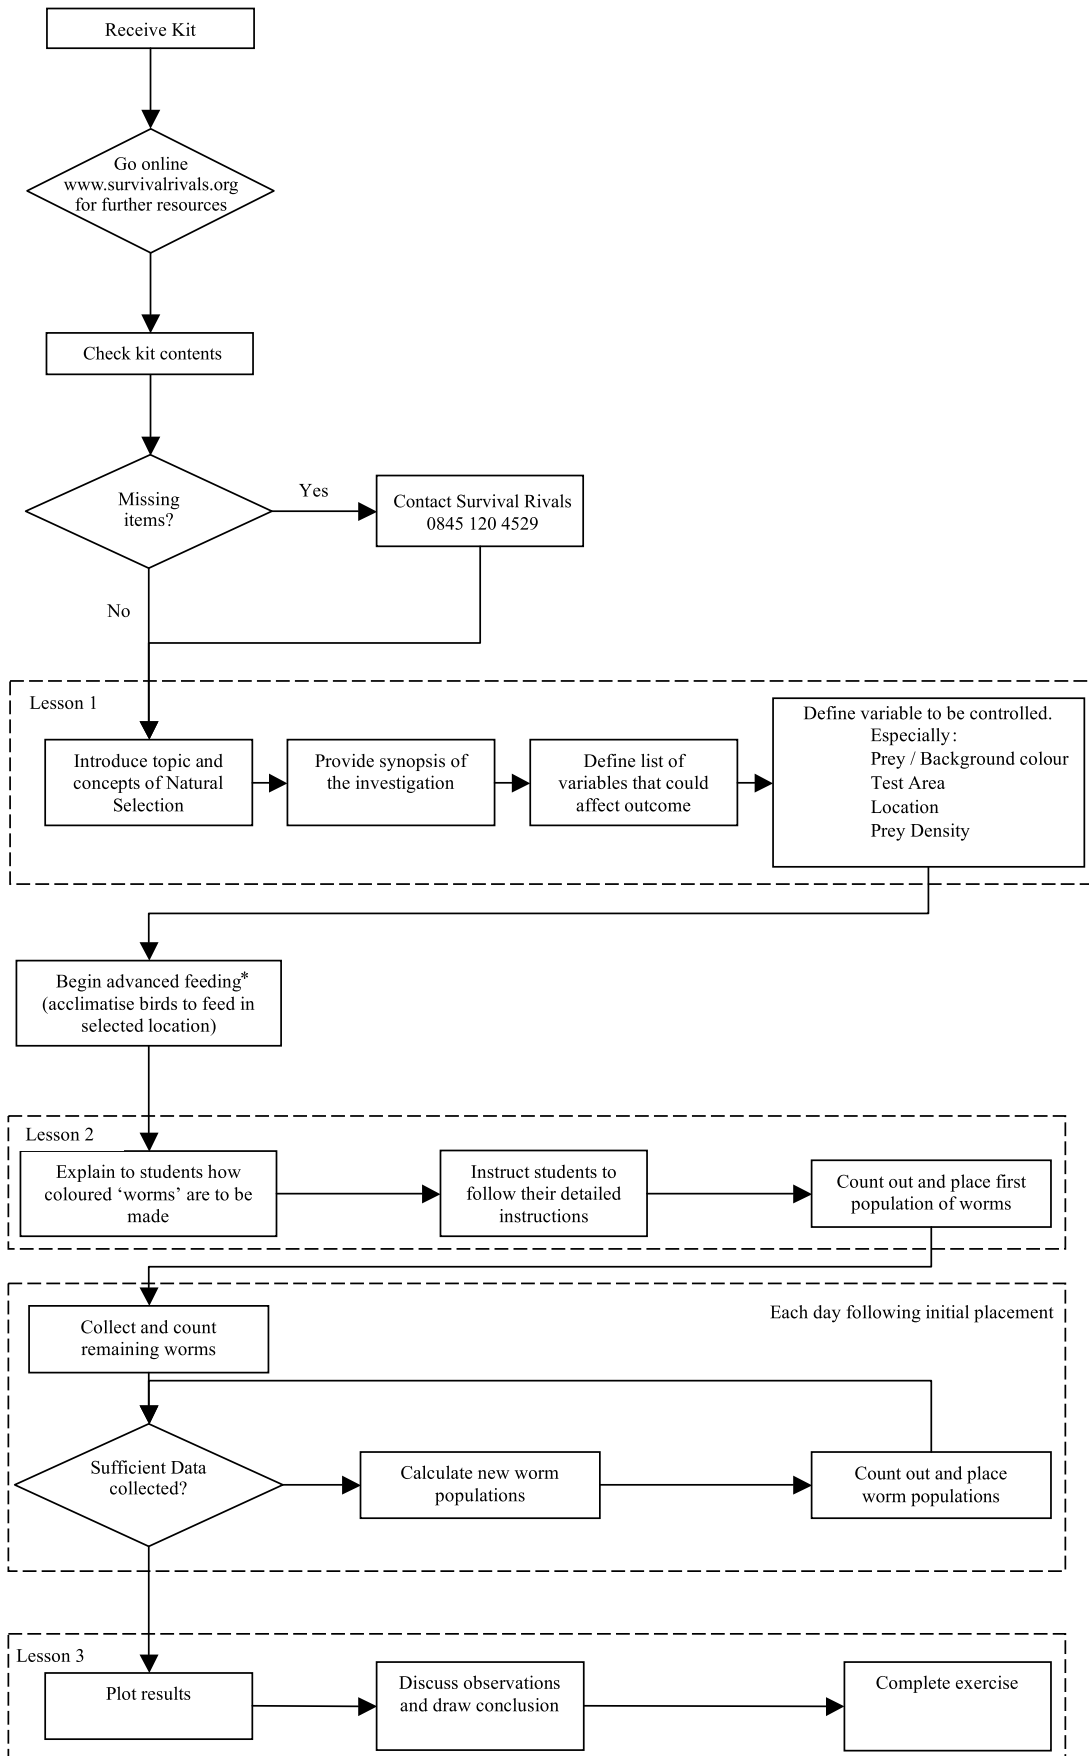 Receive Kit
Go online
www.survivalrivals.org
for further resources
Check kit contents
Missing
items?
Yes
Contact Survival Rivals
0845 120 4529
No
Lesson 1
Introduce topic and
concepts of Natural
Selection
Provide synopsis of
the investigation
Define list of
variables that could
affect outcome
Define variable to be controlled.
Especially:
Prey / Background colour
Test Area
Location
Prey Density
Begin advanced feeding*
(acclimatise birds to feed in
selected location)
Lesson 2
Explain to students how
coloured ‘worms’ are to be
made
Instruct students to
follow their detailed
instructions
Count out and place first
population of worms
Each day following initial placement
Collect and count
remaining worms
Sufficient Data
collected?
Calculate new worm
populations
Count out and place
worm populations
Lesson 3
Plot results
Discuss observations
and draw conclusion
Complete exercise